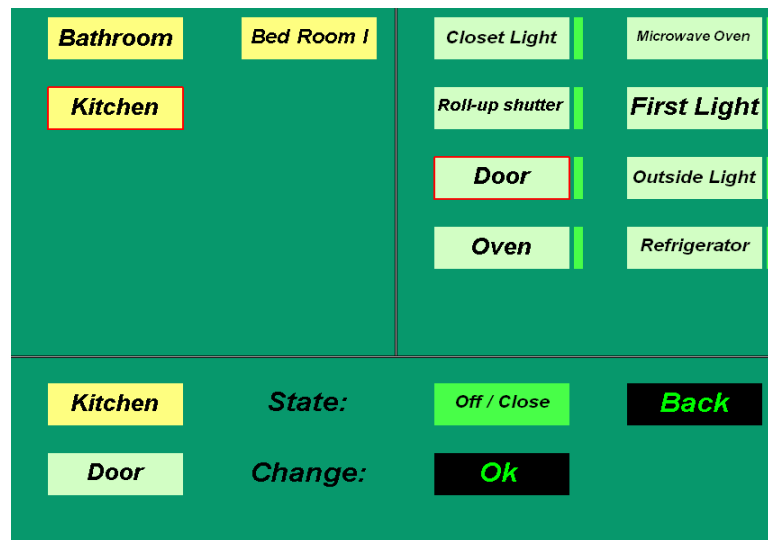 Bathroom
Bed Room I
Kitchen
Closet Light
Microwave Oven
Roll-up shutter
First Light
Door
Outside Light
Oven
Refrigerator
Kitchen
State:
Off / Close
Back
Door
Change:
Ok